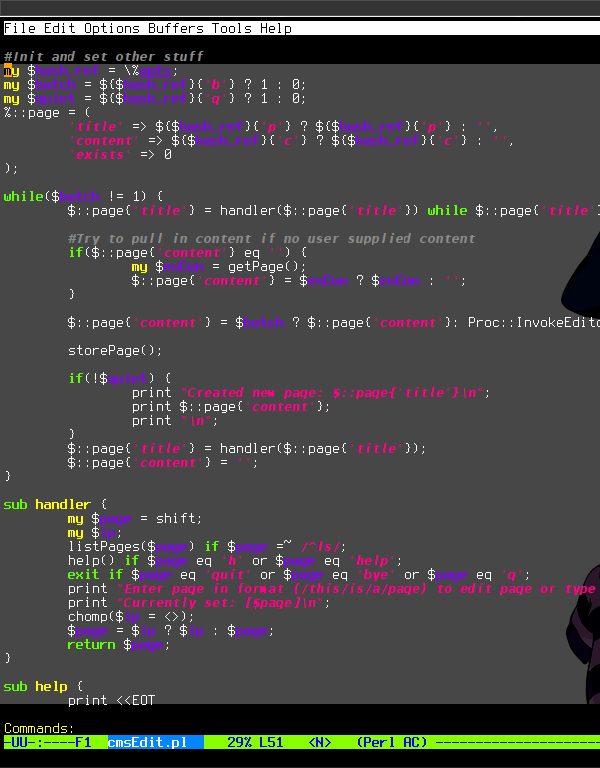 File Edit Options Buffers Tools Help
#Init and set other stuff
my $hash_ref = \%opts;
my $batch = ${$hash_ref}{'b'} ? 1 : 0;
my $quiet = ${$hash_ref}{'q'} ? 1 : 0;
%::page = (
        'title' => ${$hash_ref}{'p'} ? ${$hash_ref}{'p'} : '',
        'content' => ${$hash_ref}{'c'} ? ${$hash_ref}{'c'} : '',
        'exists' => 0
);
while($batch != 1) {
        $::page{'title'} = handler($::page{'title'}) while $::page{'title'}
        #Try to pull in content if no user supplied content
        if($::page{'content'} eq '') {
                my $ = getPage();
                $::page{'content'} = $ ? $ : '';
        }
        $::page{'content'} = $batch ? $::page{'content'}: Proc::InvokeEdito
        storePage();
        if(!$quiet) {
                print "Created new page: $::page{'title'}\n";
                print $::page{'content'};
                print "\n";
        }
        $::page{'title'} = handler($::page{'title'});
        $::page{'content'} = '';
}
sub handler {
        my $page = shift;
        my $ip;
        listPages($page) if $page =~ /^ls/;
        help() if $page eq 'h' or $page eq 'help';
        exit if $page eq 'quit' or $page eq 'bye' or $page eq 'q';
        print "Enter page in format (/this/is/a/page) to edit page or type
        print "Currently set: [$page]\n";
        chomp($ip = <>);
        $page = $ip ? $ip : $page;
        return $page;
}
sub help {
        print <<EOT
Commands:
-UU-:----F1  cmsEdit.pl     29% L51   <N>   (Perl AC) --------------------